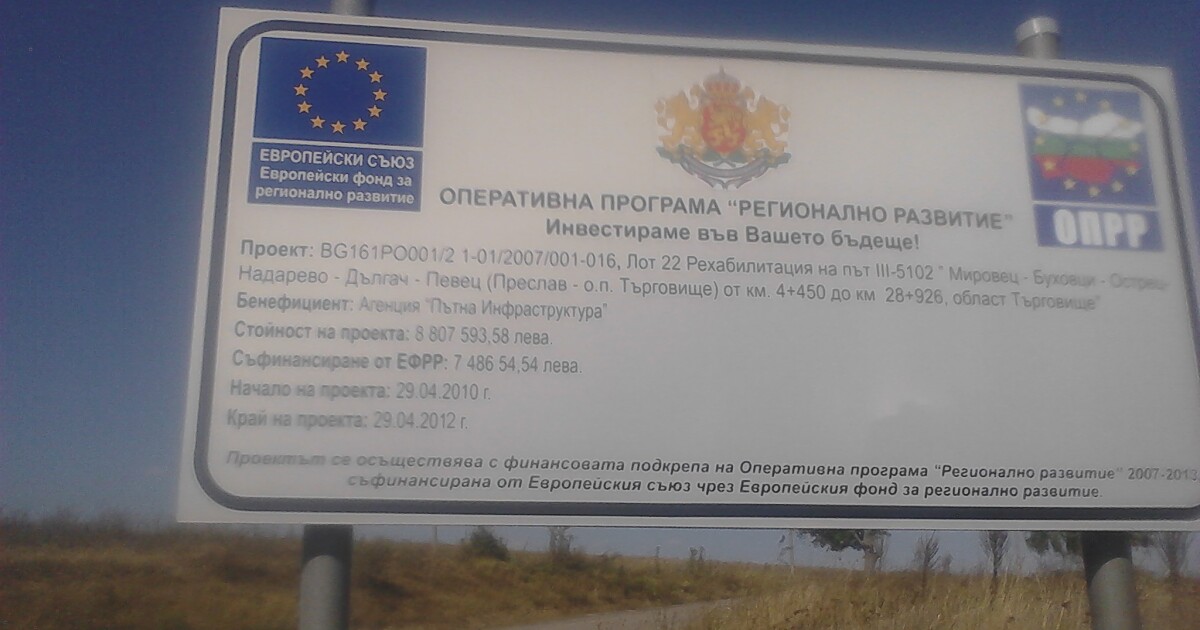 ЕВРОПЕЙСКИ СЪЮЗ
Европейски фонд за
регионално развитие
ОПЕРАТИВНА ПРОГРАМА “РЕГИОНАЛНО РАЗВИТИЕ”
Инвестираме във Вашето бъдеще!
ОПРР
Проект: BG161PO001/2 1-01/2007/001-016, Лот 22 Рехабилитация на път III-5102 " Мировец - Буховци - Острец-
Надарево - Дългач - Певец (Преслав - о.п. Търговище) от км. 4+450 до км 28+926, област Търговище"
Бенефициент: Агенция "Пътна Инфраструктура"
Стойност на проекта: 8 807 593,58 лева.
Съфинансиране от ЕФРР: 7 486 54,54 лева.
Начало на проекта: 29.04.2010 г.
Край на проекта: 29.04.2012 г.
Проектът се осъществява с финансовата подкрепа на Оперативна програма “Регионално развитие” 2007-2013,
съфинансирана от Европейския съюз чрез Европейския фонд за регионално развитие.